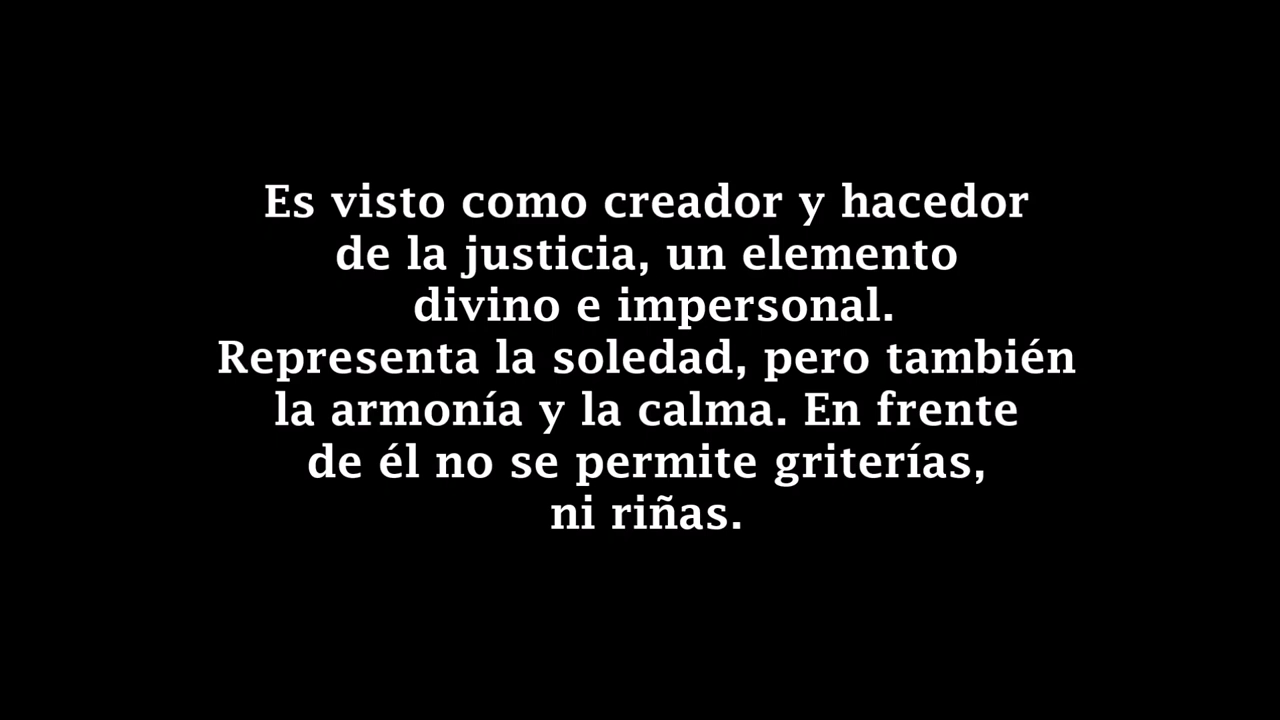 Es visto como creador y hacedor
de la justicia, un elemento
divino e impersonal.
Representa la soledad, pero también
la armonía y la calma. En frente
de él no se permite griterías,
ni riñas.